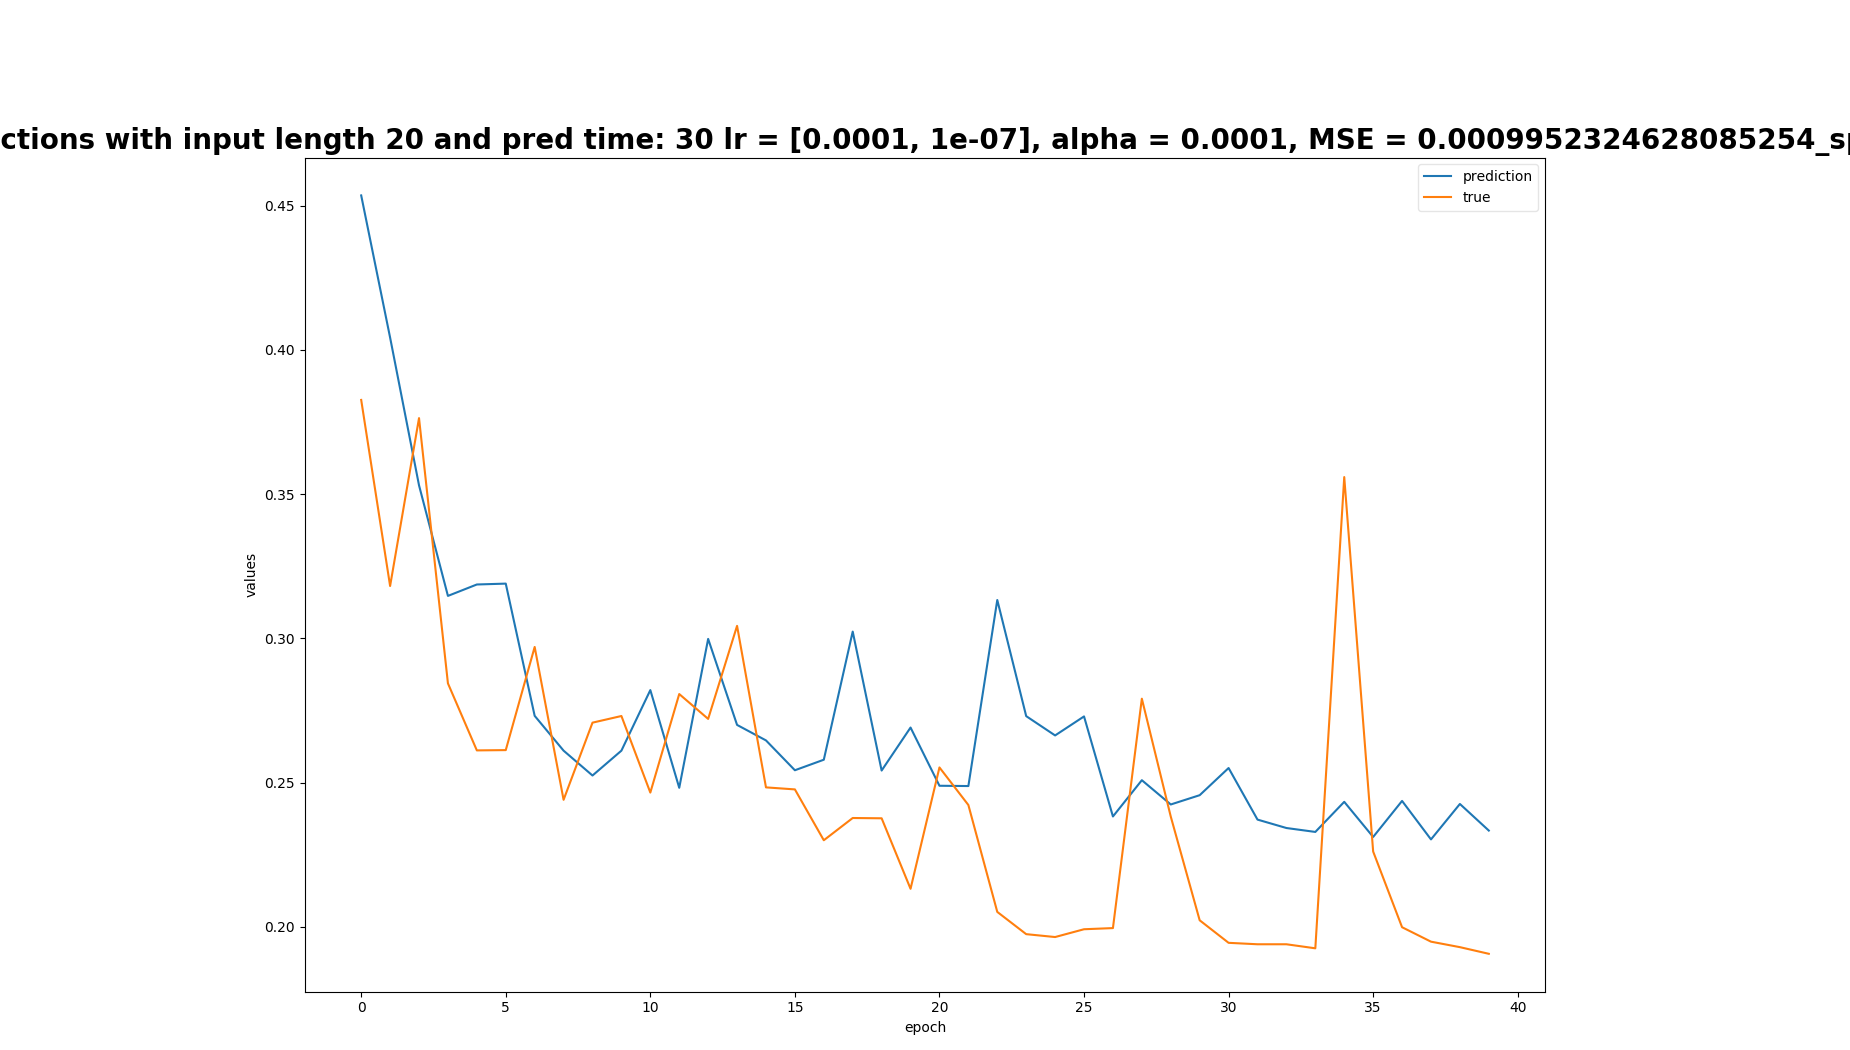 ctions with input length 20 and pred time: 30 lr = [0.0001, 1e-07], alpha = 0.0001, MSE = 0.0009952324628085254_s
prediction
true
0.45
0.40
0.35
0.30
0.25
0.20
values
0 5 10 15 20 25 30 35 40
epoch